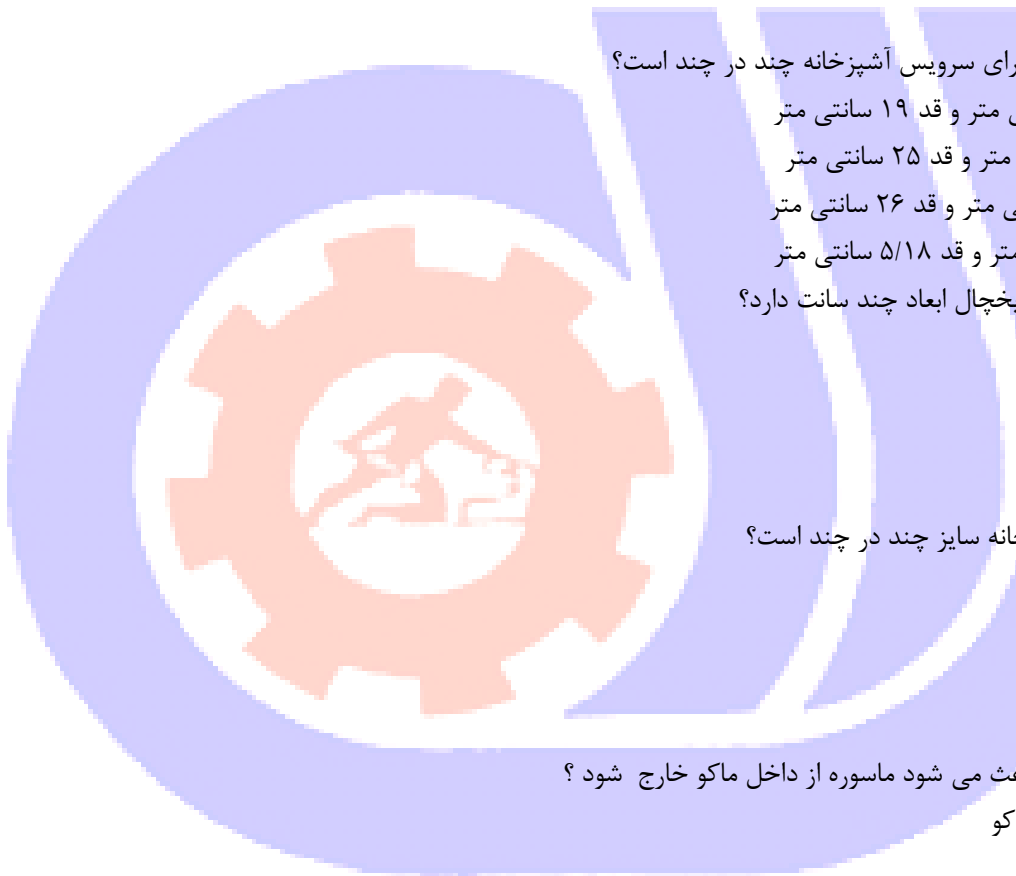 رای سرویس آشپزخانه چند در چند است؟
متر و قد ۱۹ سانتی متر
متر و قد ۲۵ سانتی متر
متر و قد ۲۶ سانتی متر
متر و قد ۵/۱۸ سانتی متر
یخچال ابعاد چند سانت دارد؟
انه سایز چند در چند است؟
ث می شود ماسوره از داخل ماکو خارج شود ؟
کو